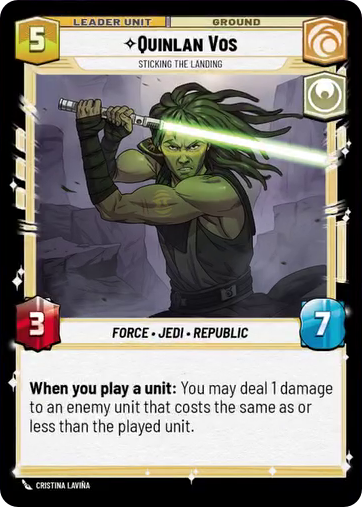 LEADER UNIT
GROUND
5
✧QUINLAN VOS
STICKING THE LANDING
3
7
FORCE • JEDI • REPUBLIC
When you play a unit: You may deal 1 damage
to an enemy unit that costs the same as or
less than the played unit.
CRISTINA LAVIÑA